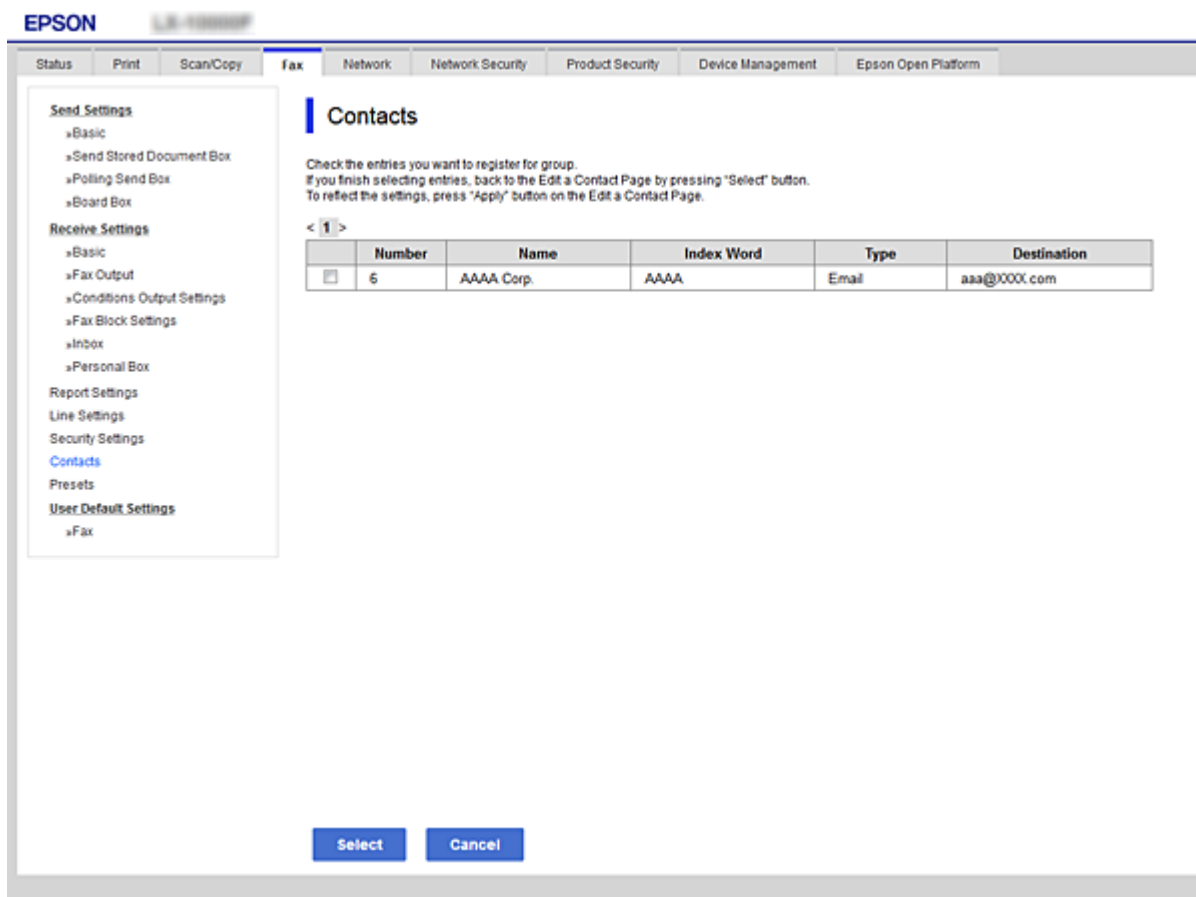 EPSON
Status Print Scan/Copy Fax Network Network Security Product Security Device Management Epson Open Platform
Send Settings
»Basic
»Send Stored Document Box
»Polling Send Box
»Board Box
Receive Settings
»Basic
»Fax Output
»Conditions Output Settings
»Fax Block Settings
»Inbox
»Personal Box
Report Settings
Line Settings
Security Settings
Contacts
Presets
User Default Settings
»Fax
Contacts
Check the entries you want to register for group.
If you finish selecting entries, back to the Edit a Contact Page by pressing "Select" button.
To reflect the settings, press "Apply" button on the Edit a Contact Page.
< 1 >
Number Name Index Word Type Destination
6 AAAA Corp. AAAA Email aaa@XXXX.com
Select Cancel